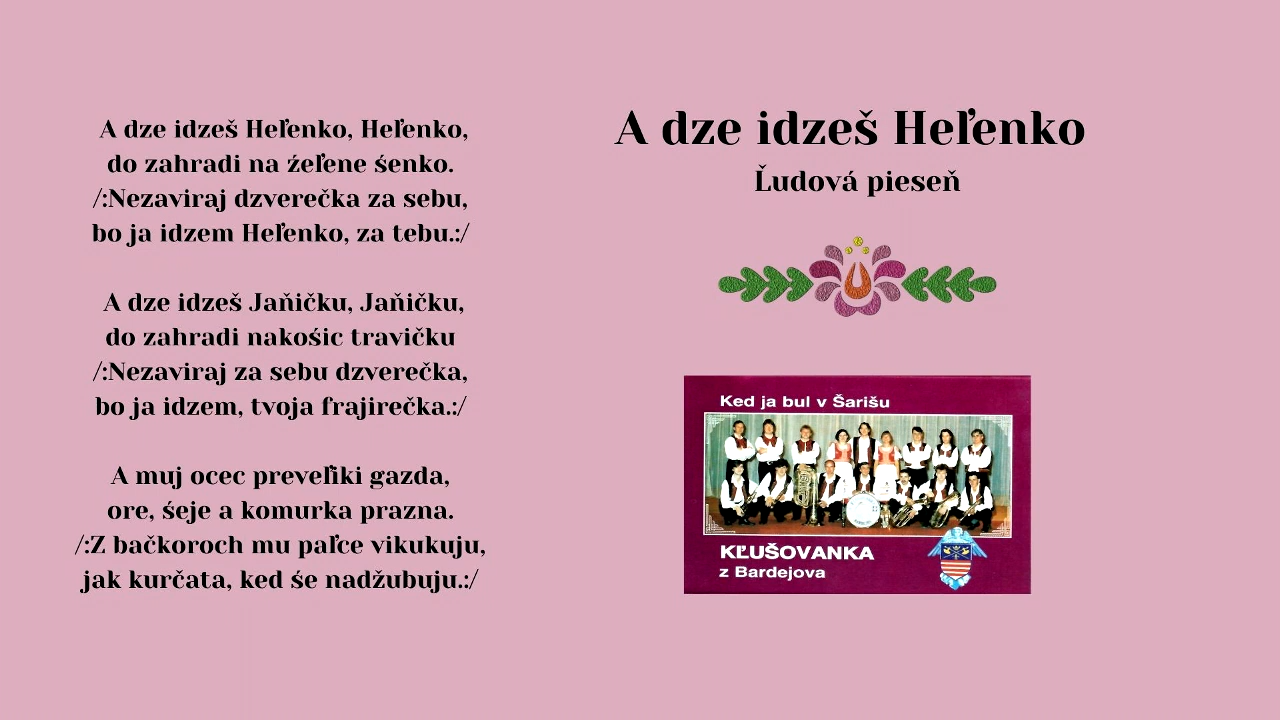 A dze idzeš Heľenko, Heľenko,
do zahradi na źeľene śenko.
/:Nezaviraj dzverečka za sebu,
bo ja idzem Heľenko, za tebu.:/
A dze idzeš Jaňičku, Jaňičku,
do zahradi nakośic travičku
/:Nezaviraj za sebu dzverečka,
bo ja idzem, tvoja frajirečka.:/
A muj ocec preveľiki gazda,
ore, śeje a komurka prazna.
/:Z bačkoroch mu paľce vikukuju,
jak kurčata, ked śe nadžubuju.:/
A dze idzeš Heľenko
Ľudová pieseň
Ked ja bul v Šarišu
KĽUŠOVANKA
z Bardejova